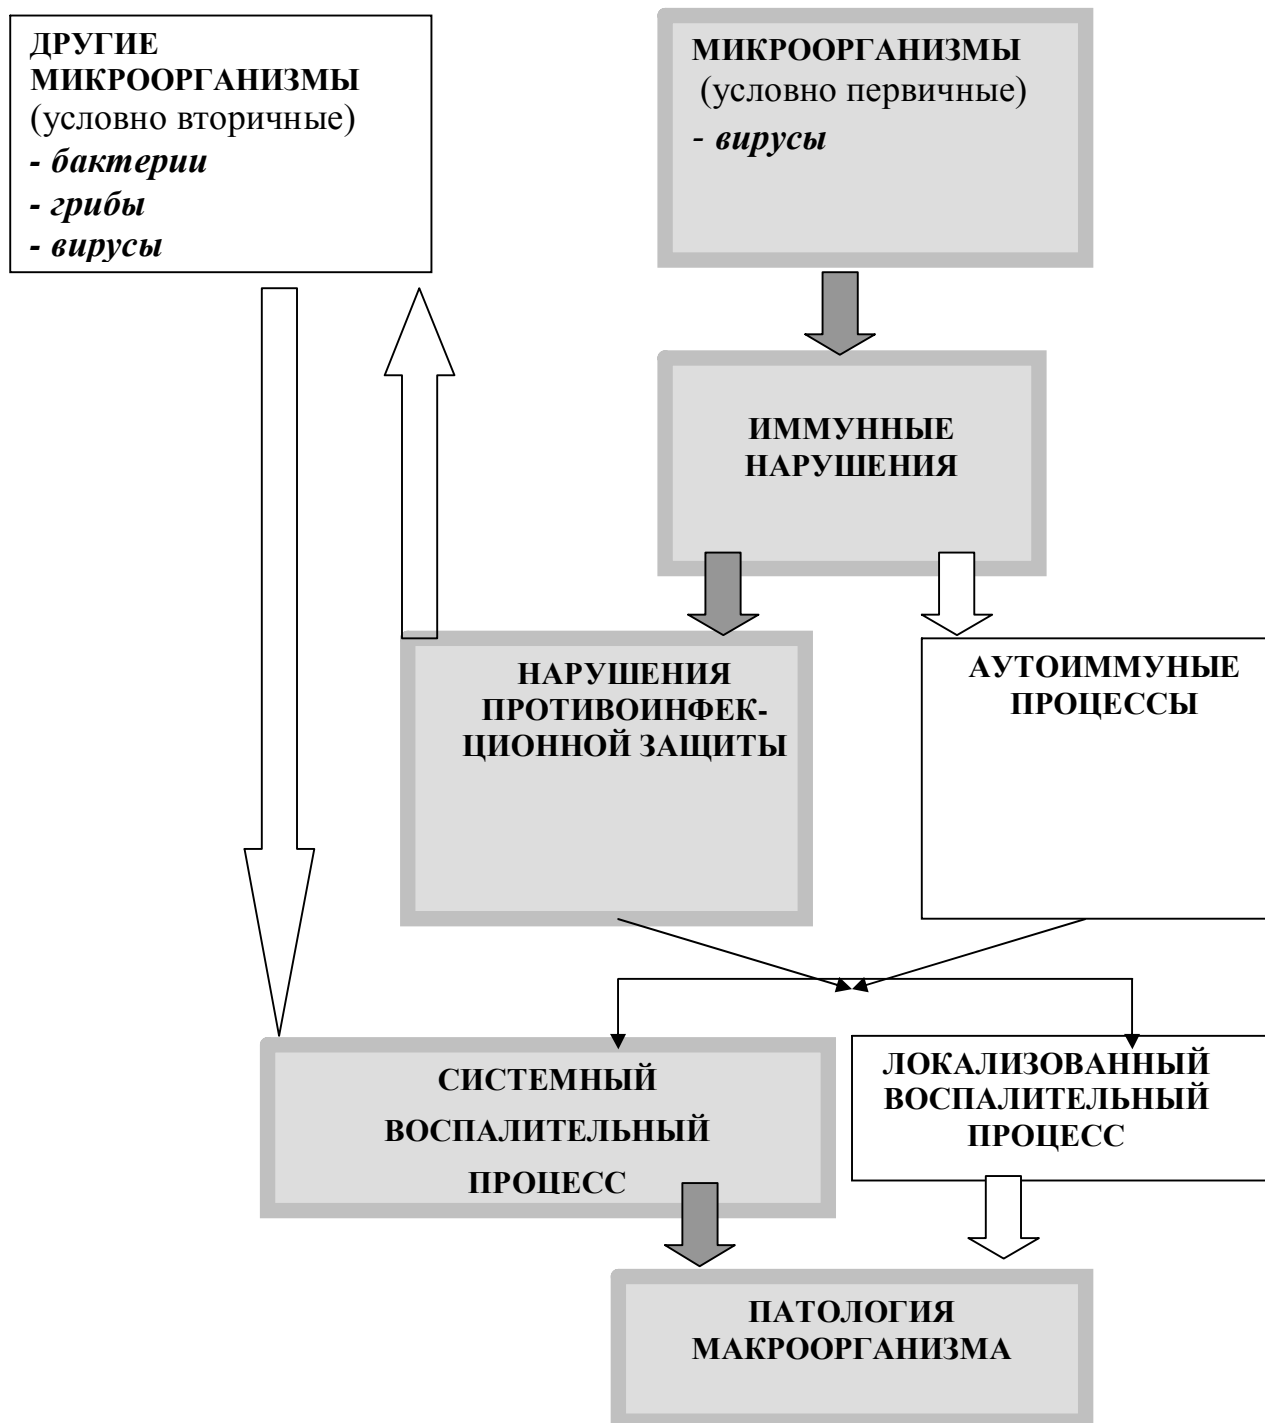 ДРУГИЕ
МИКРООРГАНИЗМЫ
(условно вторичные)
- бактерии
- грибы
- вирусы
МИКРООРГАНИЗМЫ
(условно первичные)
- вирусы
ИММУННЫЕ
НАРУШЕНИЯ
НАРУШЕНИЯ
ПРОТИВОИНФЕК-
ЦИОННОЙ ЗАЩИТЫ
АУТОИММУНЫЕ
ПРОЦЕССЫ
СИСТЕМНЫЙ
ВОСПАЛИТЕЛЬНЫЙ
ПРОЦЕСС
ЛОКАЛИЗОВАННЫЙ
ВОСПАЛИТЕЛЬНЫЙ
ПРОЦЕСС
ПАТОЛОГИЯ
МАКРООРГАНИЗМА